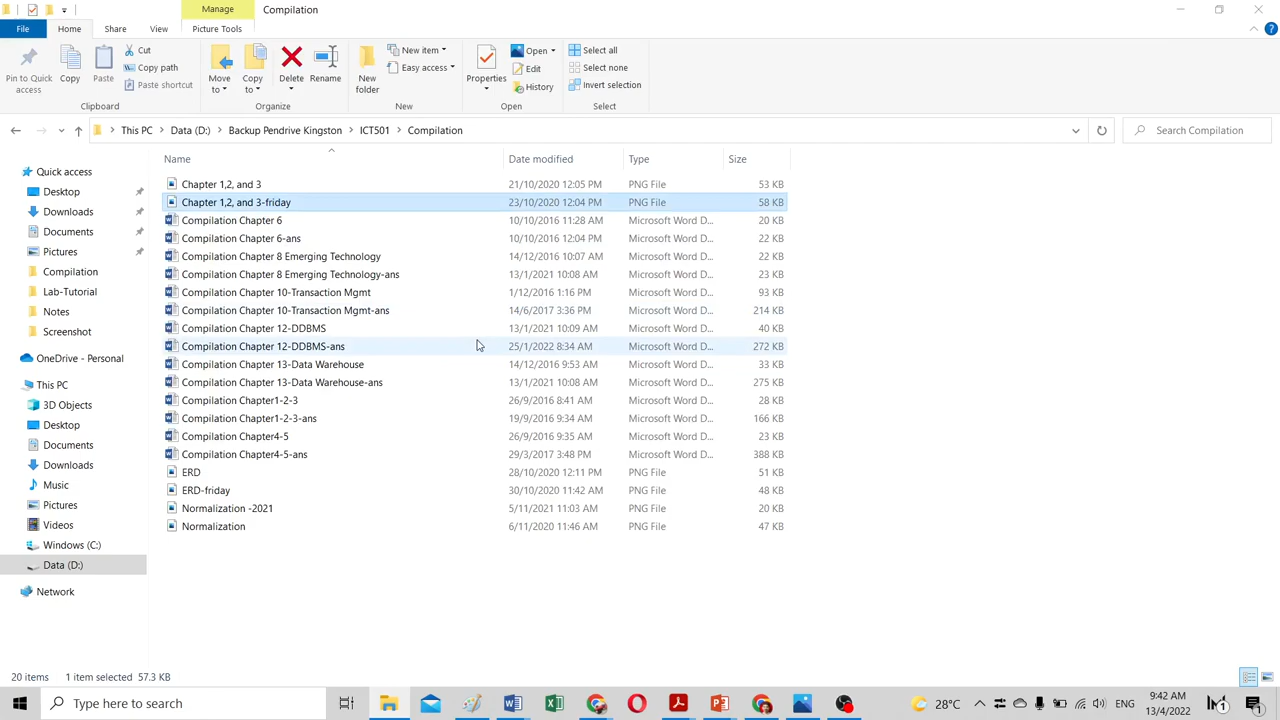 Manage
Compilation
File
Home
Share
View
Picture Tools
Pin to Quick access
Copy
Paste
Cut
Copy path
Paste shortcut
Clipboard
Move to
Copy to
Delete
Rename
Organize
New folder
New item
Easy access
New
Properties
Open
Edit
History
Open
Select all
Select none
Invert selection
Select
This PC > Data (D:) > Backup Pendrive Kingston > ICT501 > Compilation
Search Compilation
Name Date modified Type Size
Chapter 1,2, and 3 21/10/2020 12:05 PM PNG File 53 KB
Chapter 1,2, and 3-friday 23/10/2020 12:04 PM PNG File 58 KB
Compilation Chapter 6 10/10/2016 11:28 AM Microsoft Word D... 20 KB
Compilation Chapter 6-ans 10/10/2016 12:04 PM Microsoft Word D... 22 KB
Compilation Chapter 8 Emerging Technology 14/12/2016 10:07 AM Microsoft Word D... 22 KB
Compilation Chapter 8 Emerging Technology-ans 13/1/2021 10:08 AM Microsoft Word D... 23 KB
Compilation Chapter 10-Transaction Mgmt 1/12/2016 1:16 PM Microsoft Word D... 93 KB
Compilation Chapter 10-Transaction Mgmt-ans 14/6/2017 3:36 PM Microsoft Word D... 214 KB
Compilation Chapter 12-DDBMS 13/1/2021 10:09 AM Microsoft Word D... 40 KB
Compilation Chapter 12-DDBMS-ans 25/1/2022 8:34 AM Microsoft Word D... 272 KB
Compilation Chapter 13-Data Warehouse 14/12/2016 9:53 AM Microsoft Word D... 33 KB
Compilation Chapter 13-Data Warehouse-ans 13/1/2021 10:08 AM Microsoft Word D... 275 KB
Compilation Chapter1-2-3 26/9/2016 8:41 AM Microsoft Word D... 28 KB
Compilation Chapter1-2-3-ans 19/9/2016 9:34 AM Microsoft Word D... 166 KB
Compilation Chapter4-5 26/9/2016 9:35 AM Microsoft Word D... 23 KB
Compilation Chapter4-5-ans 29/3/2017 3:48 PM Microsoft Word D... 388 KB
ERD 28/10/2020 12:11 PM PNG File 51 KB
ERD-friday 30/10/2020 11:42 AM PNG File 48 KB
Normalization -2021 5/11/2021 11:03 AM PNG File 20 KB
Normalization 6/11/2020 11:46 AM PNG File 47 KB
Quick access
Desktop
Downloads
Documents
Pictures
Compilation
Lab-Tutorial
Notes
Screenshot
OneDrive - Personal
This PC
3D Objects
Desktop
Documents
Downloads
Music
Pictures
Videos
Windows (C:)
Data (D:)
Network
20 items 1 item selected 57.3 KB
Type here to search
28°C
ENG
9:42 AM
13/4/2022
1
1